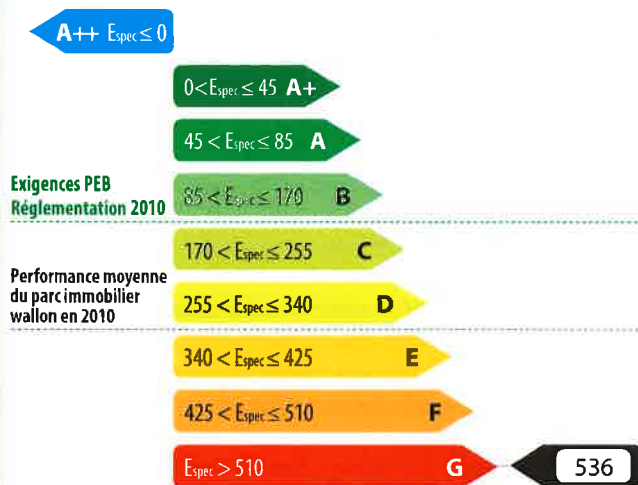 A++ Espec ≤ 0
0 < Espec ≤ 45 A+
45 < Espec ≤ 85 A
Exigences PEB
Réglementation 2010
85 < Espec ≤ 170 B
170 < Espec ≤ 255 C
Performance moyenne
du parc immobilier
wallon en 2010
255 < Espec ≤ 340 D
340 < Espec ≤ 425 E
425 < Espec ≤ 510 F
Espec > 510 G 536